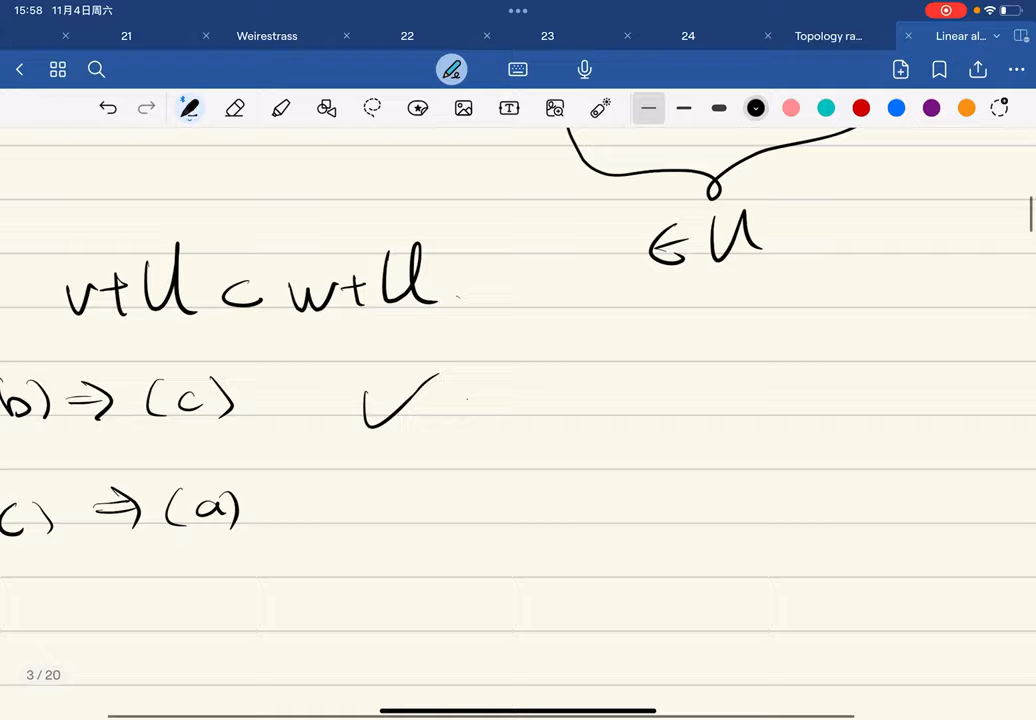 15:58 11月4日周六
21 Weirestrass 22 23 24 Topology ra... Linear al...
∈ U
v+U ⊂ w+U
b) ⇒ (c) ✓
c) ⇒ (a)
3 / 20